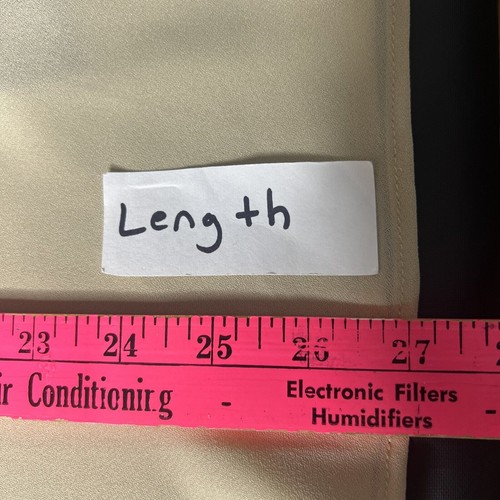 Length
23 24 25 26 27
ir Conditioning - Electronic Filters -
Humidifiers